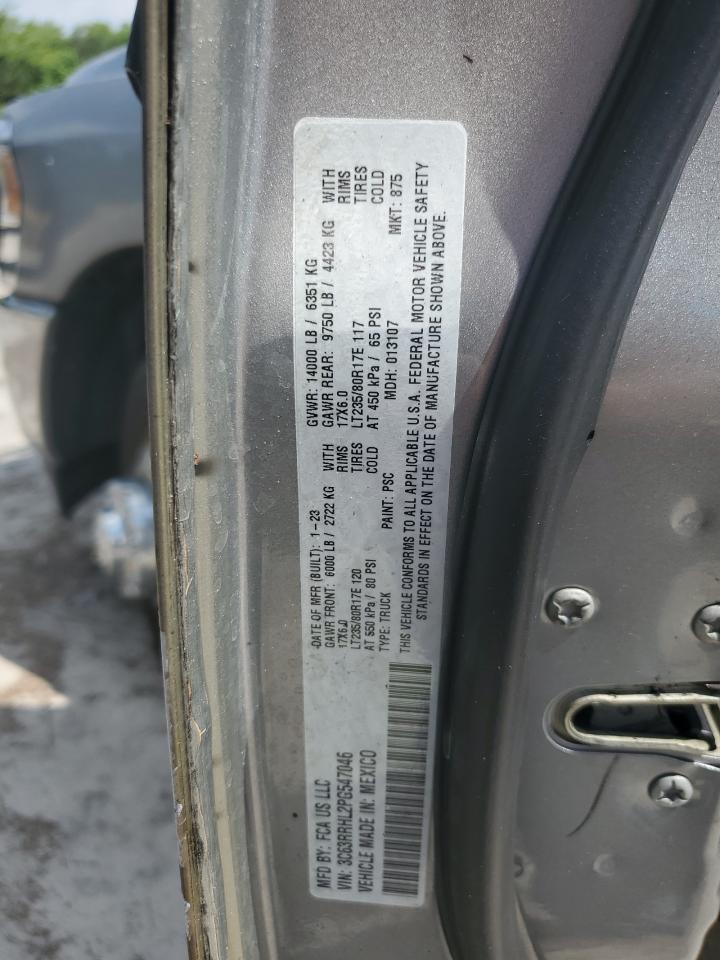 MFD BY: FCA US LLC
DATE OF MFR (BUILT): 1-23
GVWR: 14000 LB / 6351 KG
VIN: 3C63RRHL2PG547046
GAWR FRONT: 6000 LB / 2722 KG WITH
GAWR REAR: 9750 LB / 4423 KG WITH
VEHICLE MADE IN: MEXICO
17X6.0 RIMS
17X6.0 RIMS
LT235/80R17E 120 TIRES
LT235/80R17E 117 TIRES
AT 550 kPa / 80 PSI COLD
AT 450 kPa / 65 PSI COLD
TYPE: TRUCK PAINT: PSC MDH: 013107 MKT: 875
THIS VEHICLE CONFORMS TO ALL APPLICABLE U.S.A. FEDERAL MOTOR VEHICLE SAFETY
STANDARDS IN EFFECT ON THE DATE OF MANUFACTURE SHOWN ABOVE.